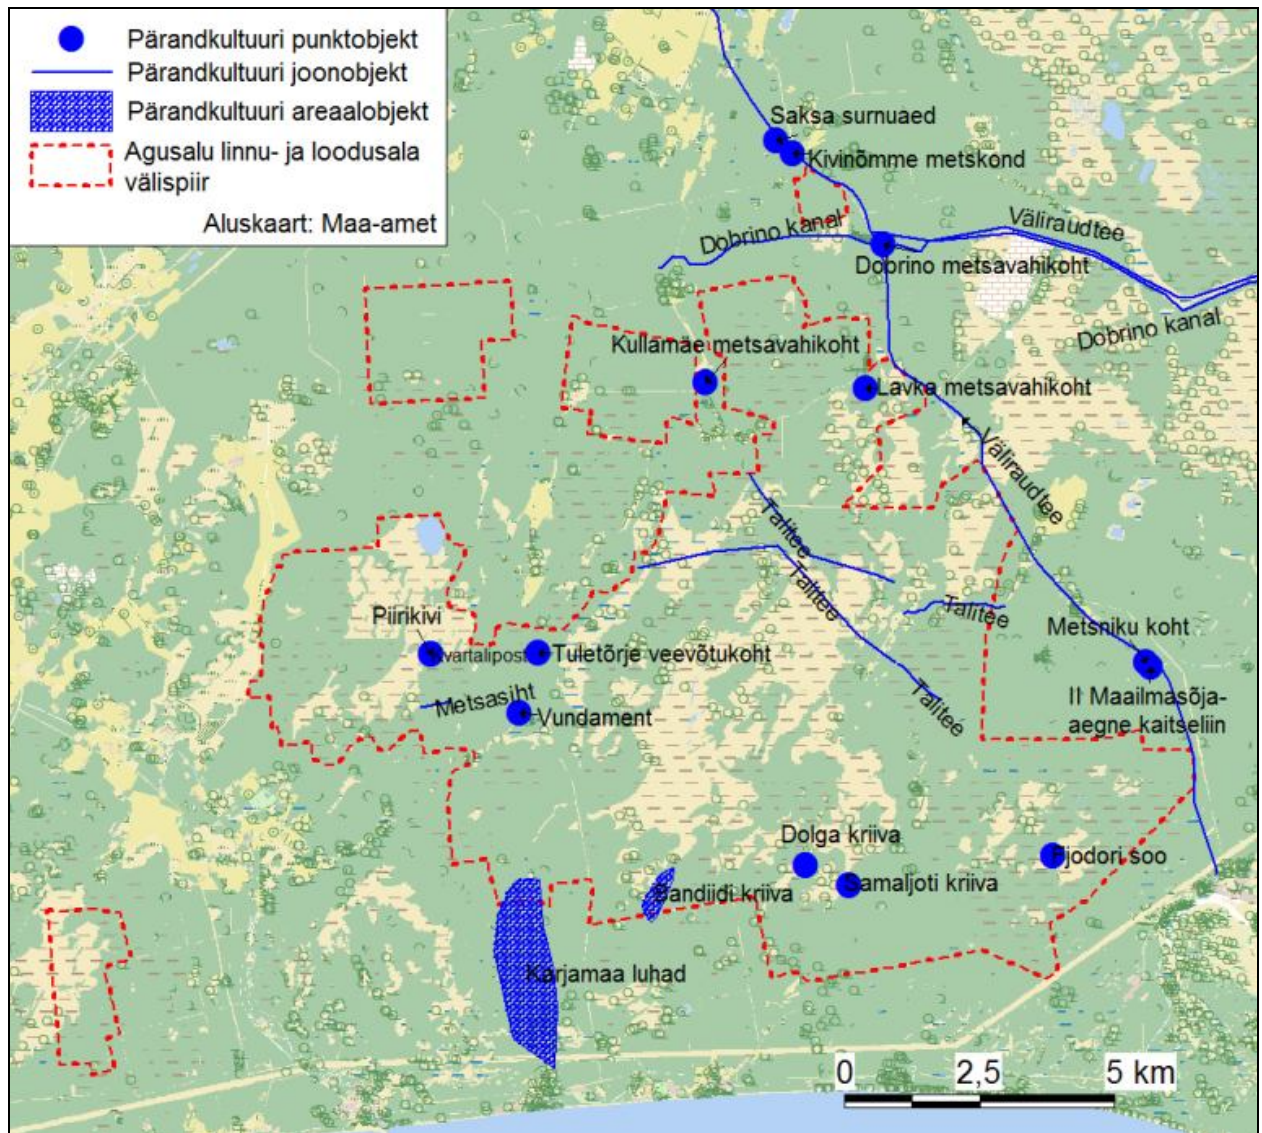 Pärandkultuuri punktobjekt
Pärandkultuuri joonobjekt
Pärandkultuuri areaalobjekt
Agusalu linnu- ja loodusala
välispiir
Aluskaart: Maa-amet
Saksa surnuaed
Kivinõmme metskond
Dobrino kanal
Väliraudtee
Dobrino metsavahikoht
Dobrino kanal
Kullamäe metsavahikoht
Lavka metsavahikoht
Väliraudtee
Talitee
Talitee
Talitee
Piirikivi
Metsniku koht
Kvartalipost
Tuletõrje veevõtukoht
Metsasiht
Vundament
Talitee
II Maailmasõja-
aegne kaitseliin
Dolga kriiva
Fjodori soo
Bandiidi kriiva
Samaljoti kriiva
Karjamaa luhad
0 2,5 5 km